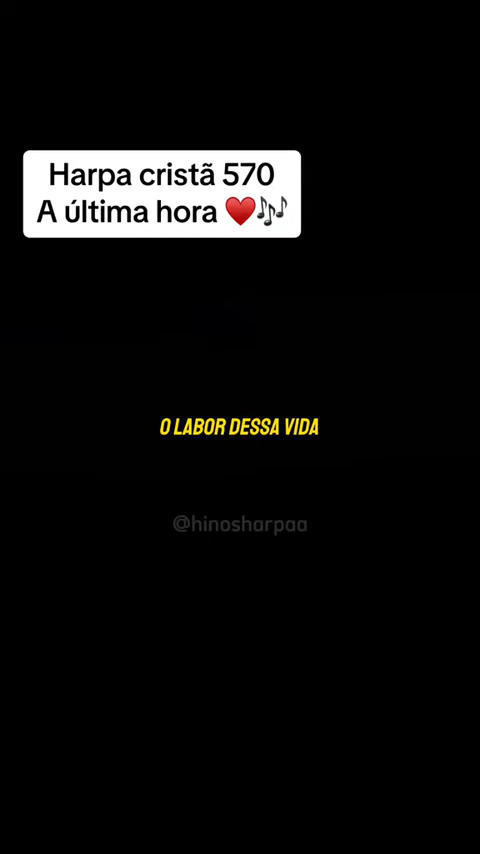 Harpa cristã 570
A última hora ❤️🎶
O LABOR DESSA VIDA
@hinosharpaa